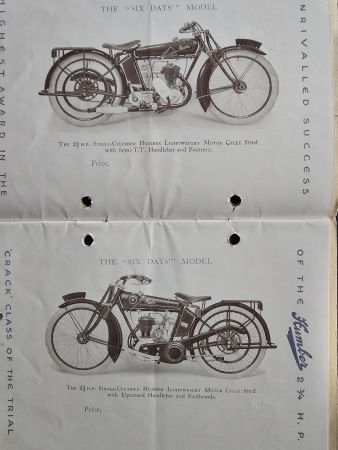 HIGHEST AWARD IN THE
THE "SIX DAYS'" MODEL
THE 2¾ H.P. SINGLE-CYLINDER HUMBER LIGHTWEIGHT MOTOR CYCLE fitted
with Semi-T.T. Handlebar and Footrests.
Price,
NRIVALLED SUCCESS
'CRACK' CLASS OF THE TRIAL
THE "SIX DAYS'" MODEL
THE 2¾ H.P. SINGLE-CYLINDER HUMBER LIGHTWEIGHT MOTOR CYCLE fitted
with Upturned Handlebar and Footboards.
Price,
OF THE Humber 2 ¾ H.P.